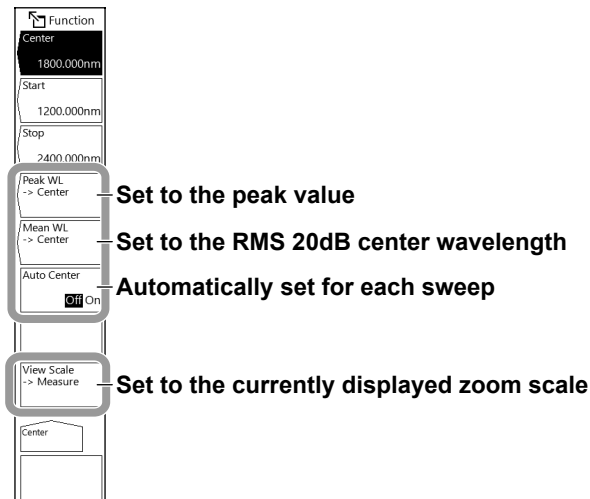 Function
Center
1800.000nm
Start
1200.000nm
Stop
2400.000nm
Peak WL
-> Center
Set to the peak value
Mean WL
-> Center
Set to the RMS 20dB center wavelength
Auto Center
Off On
Automatically set for each sweep
View Scale
-> Measure
Set to the currently displayed zoom scale
Center